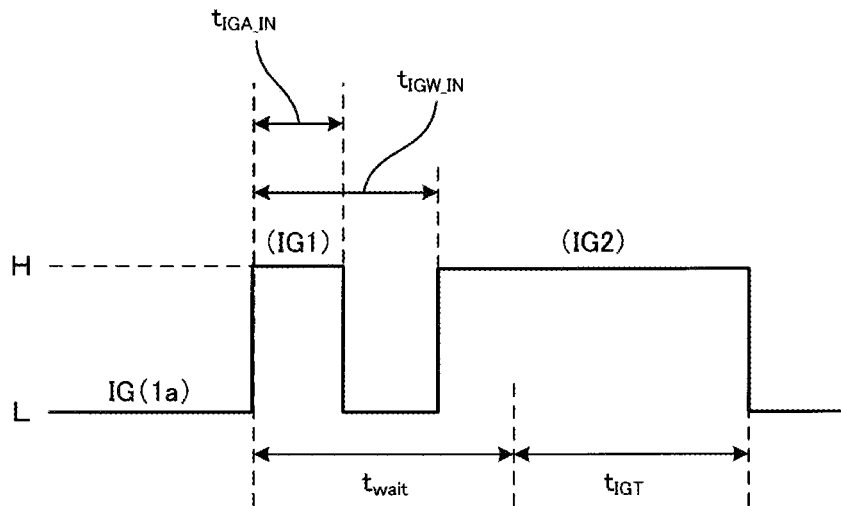 tIGA_IN
tIGW_IN
(IG1)
(IG2)
H
IG(1a)
L
twait
tIGT